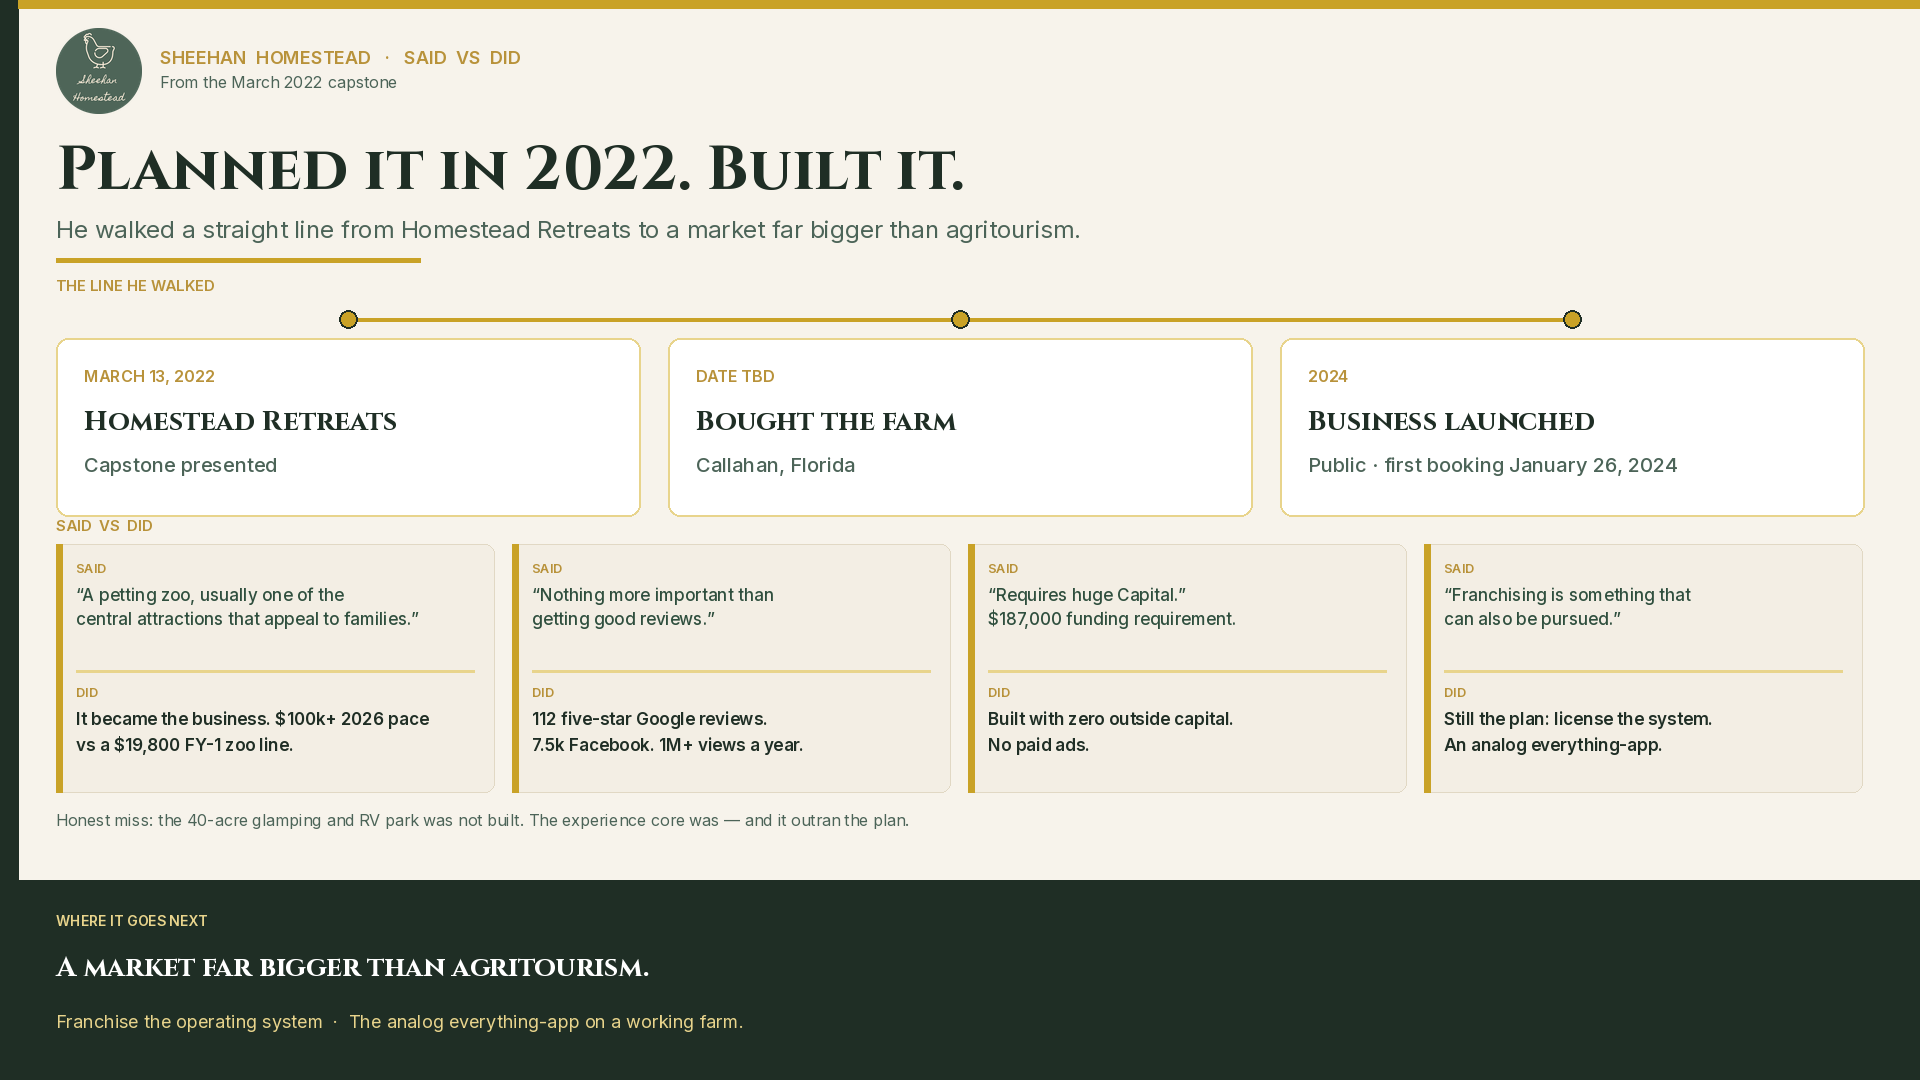 Sheehan
Homestead
SHEEHAN HOMESTEAD · SAID VS DID
From the March 2022 capstone
Planned it in 2022. Built it.
He walked a straight line from Homestead Retreats to a market far bigger than agritourism.
THE LINE HE WALKED
MARCH 13, 2022
Homestead Retreats
Capstone presented
DATE TBD
Bought the farm
Callahan, Florida
2024
Business launched
Public · first booking January 26, 2024
SAID VS DID
SAID
“A petting zoo, usually one of the
central attractions that appeal to families.”
DID
It became the business. $100k+ 2026 pace
vs a $19,800 FY-1 zoo line.
SAID
“Nothing more important than
getting good reviews.”
DID
112 five-star Google reviews.
7.5k Facebook. 1M+ views a year.
SAID
“Requires huge Capital.”
$187,000 funding requirement.
DID
Built with zero outside capital.
No paid ads.
SAID
“Franchising is something that
can also be pursued.”
DID
Still the plan: license the system.
An analog everything-app.
Honest miss: the 40-acre glamping and RV park was not built. The experience core was — and it outran the plan.
WHERE IT GOES NEXT
A market far bigger than agritourism.
Franchise the operating system · The analog everything-app on a working farm.